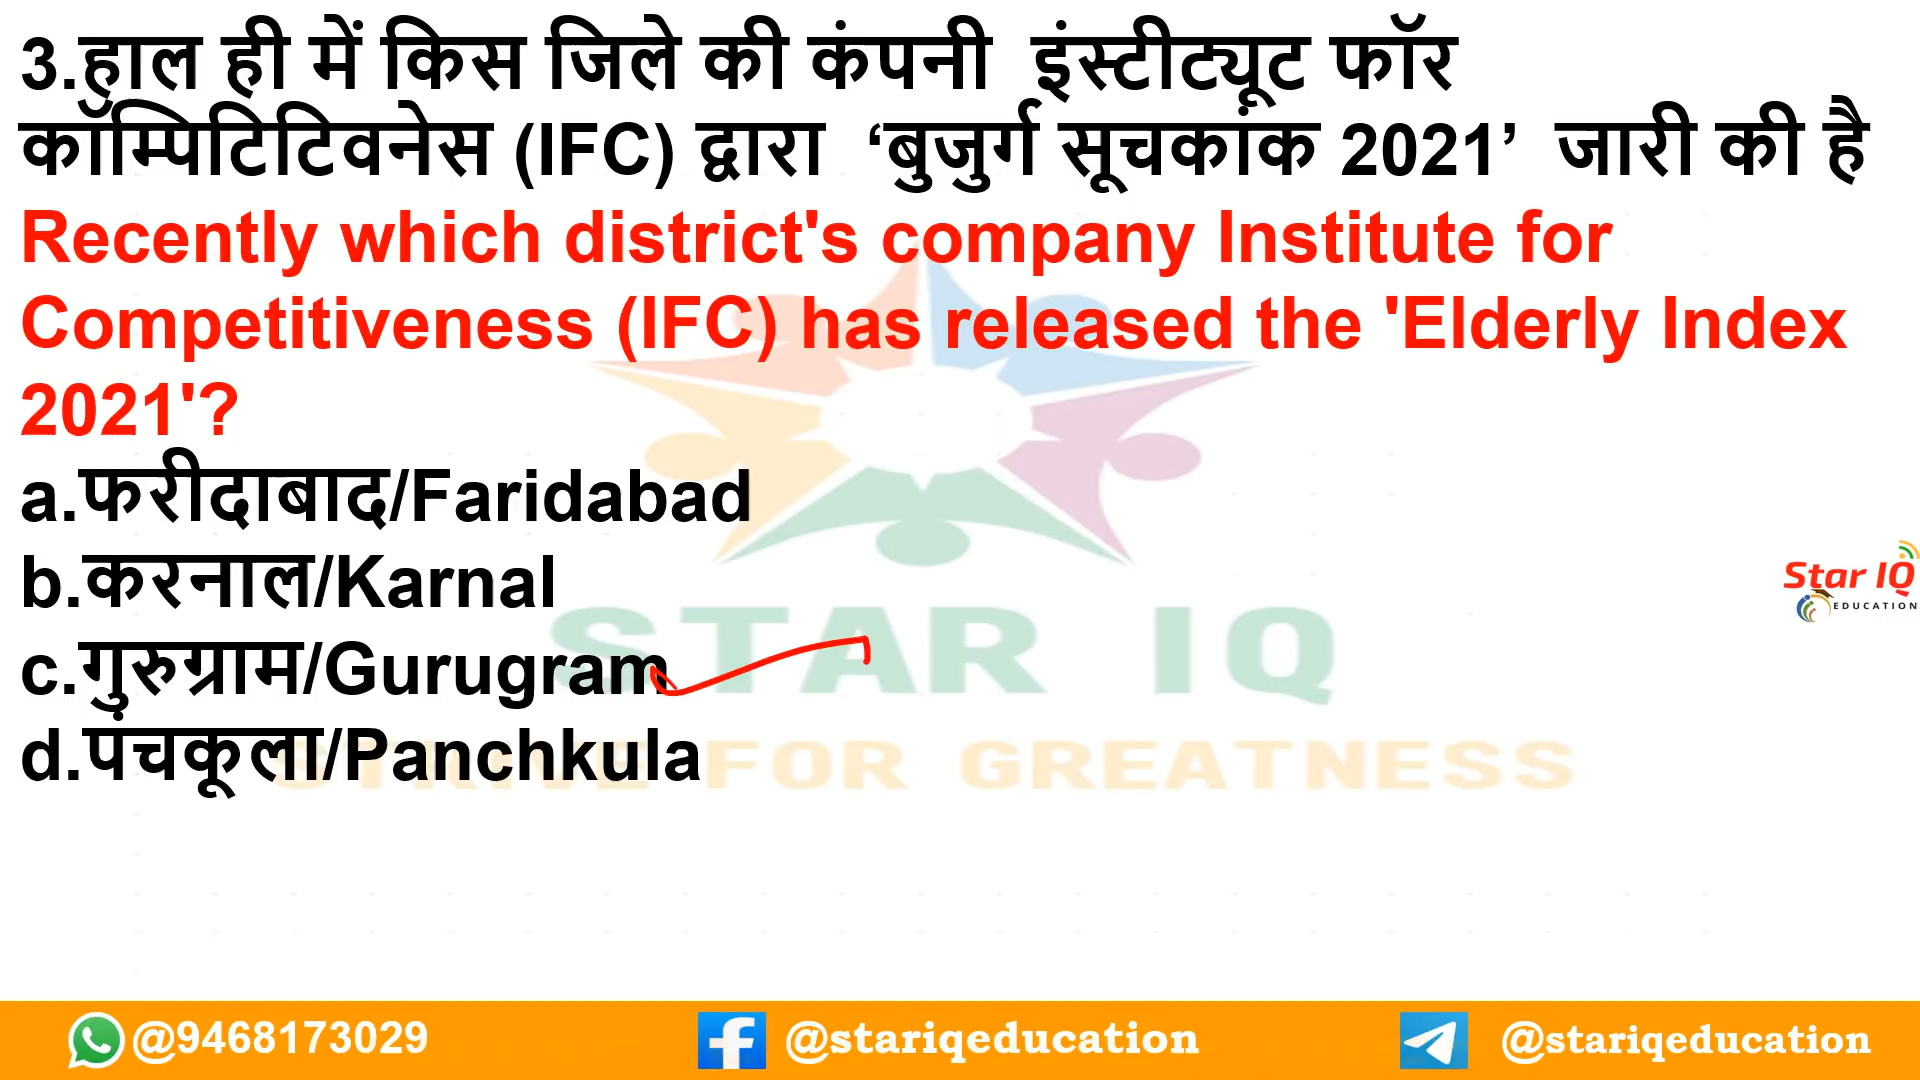 3.हुाल ही में किस जिले की कंपनी इंस्टीट्यूट फॉर
कॉम्पिटिटिवनेस (IFC) द्वारा ‘बुजुर्ग सूचकांक 2021’ जारी की है
Recently which district's company Institute for
Competitiveness (IFC) has released the 'Elderly Index
2021'?
a.फरीदाबाद/Faridabad
b.करनाल/Karnal
c.गुरुग्राम/Gurugram
d.पंचकूला/Panchkula
STAR IQ
STRIVE FOR GREATNESS
Star IQ
EDUCATION
@9468173029
@stariqeducation
@stariqeducation